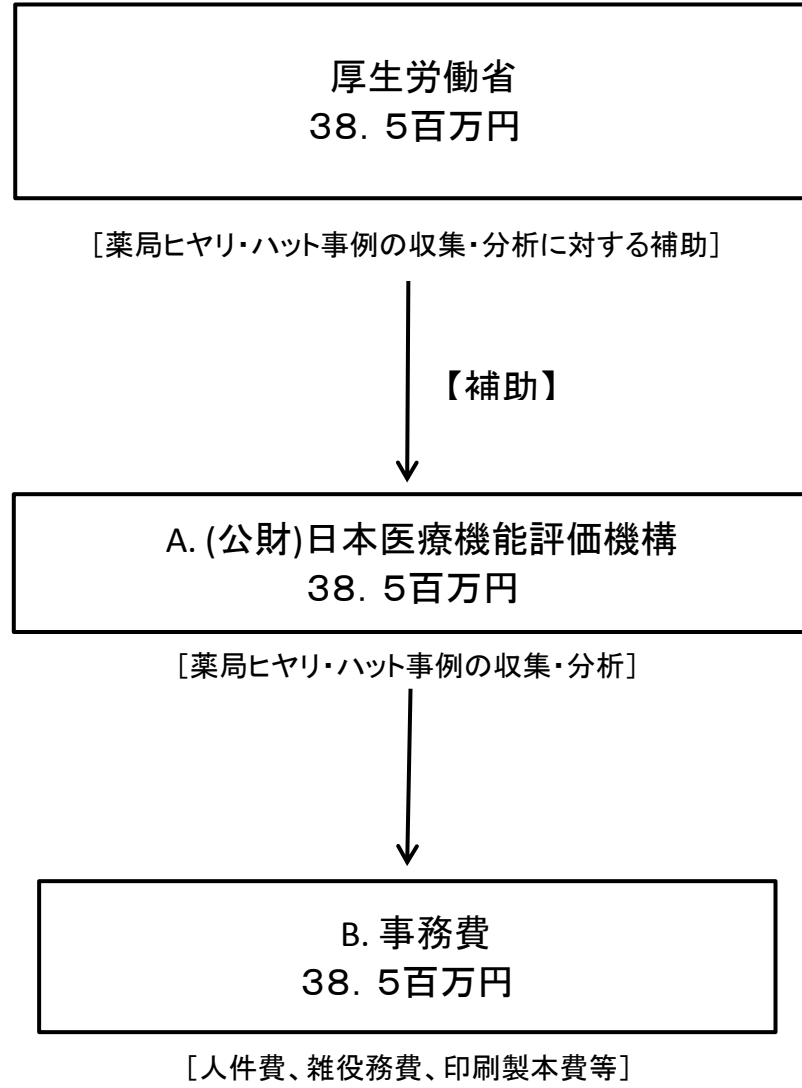 厚生労働省
38．5百万円
［薬局ヒヤリ・ハット事例の収集・分析に対する補助］
【補助】
A. (公財)日本医療機能評価機構
38．5百万円
［薬局ヒヤリ・ハット事例の収集・分析］
B. 事務費
38．5百万円
［人件費、雑役務費、印刷製本費等］